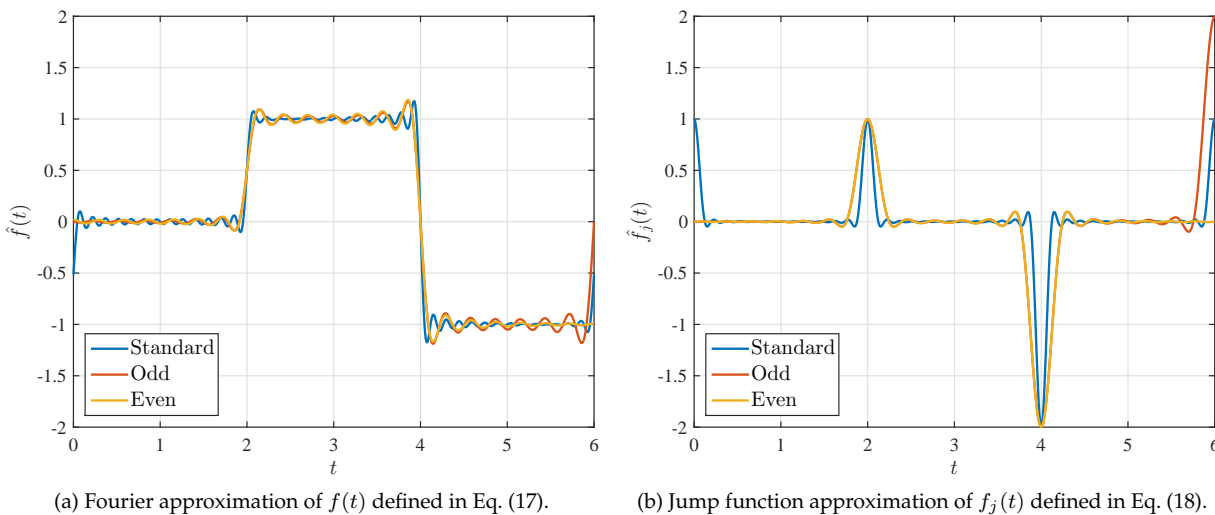 2
1.5
1
0.5
0
-0.5
-1
-1.5
-2
f̂(t)
0 1 2 3 4 5 6
t
Standard
Odd
Even
(a) Fourier approximation of f(t) defined in Eq. (17).
2
1.5
1
0.5
0
-0.5
-1
-1.5
-2
f̂_j(t)
0 1 2 3 4 5 6
t
Standard
Odd
Even
(b) Jump function approximation of f_j(t) defined in Eq. (18).